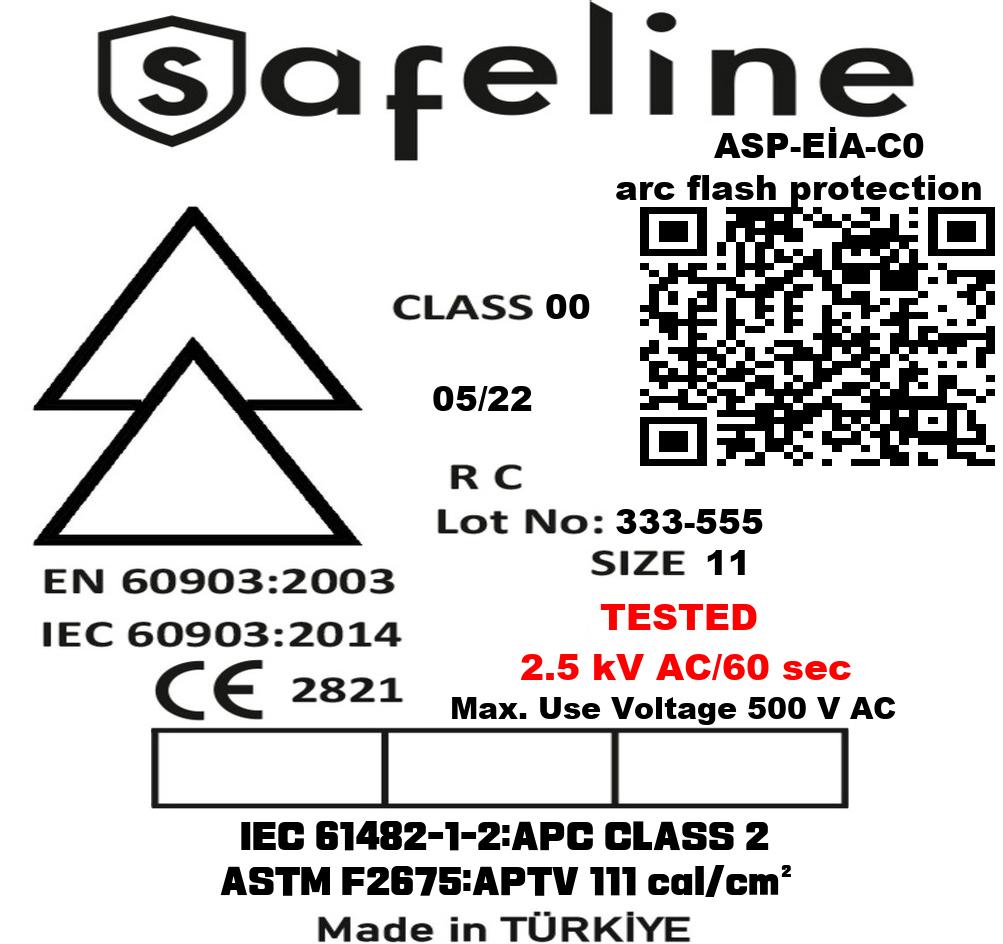 Safeline
ASP-EİA-C0
arc flash protection
CLASS 00
05/22
R C
Lot No: 333-555
SIZE 11
EN 60903:2003
IEC 60903:2014
TESTED
2.5 kV AC/60 sec
CE 2821
Max. Use Voltage 500 V AC
IEC 61482-1-2:APC CLASS 2
ASTM F2675:APTV 111 cal/cm²
Made in TÜRKİYE